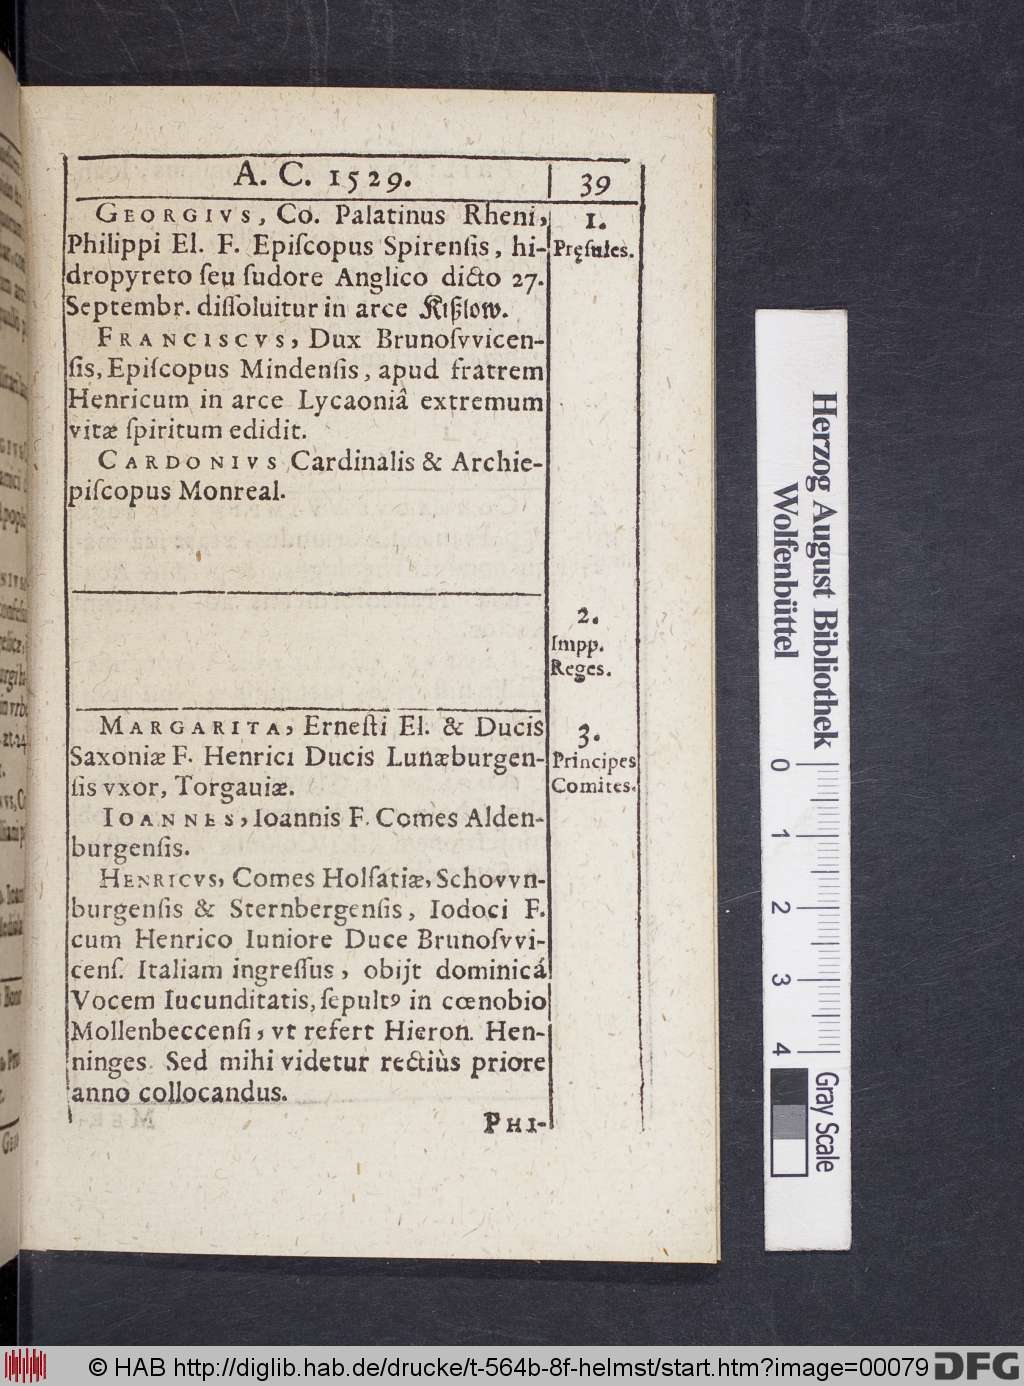 A. C. 1529.
39
GEORGIVS, Co. Palatinus Rheni,
Philippi El. F. Epiſcopus Spirenſis, hi-
dropyreto ſeu ſudore Anglico dicto 27.
Septembr. diſſoluitur in arce Kißlow.
FRANCISCVS, Dux Brunoſvvicen-
ſis, Epiſcopus Mindenſis, apud fratrem
Henricum in arce Lycaoniâ extremum
vitæ ſpiritum edidit.
CARDONIVS Cardinalis & Archie-
piſcopus Monreal.
1.
Pręſules.
2.
Impp.
Reges.
MARGARITA, Erneſti El. & Ducis
Saxoniæ F. Henrici Ducis Lunæburgen-
ſis vxor, Torgauiæ.
IOANNES, Ioannis F. Comes Alden-
burgenſis.
HENRICVS, Comes Holſatiæ, Schovvn-
burgenſis & Sternbergenſis, Iodoci F.
cum Henrico Iuniore Duce Brunoſvvi-
cenſ. Italiam ingreſſus, obijt dominicá
Vocem Iucunditatis, ſepultꝰ in cœnobio
Mollenbeccenſi, vt refert Hieron. Hen-
ninges. Sed mihi videtur rectiùs priore
anno collocandus.
3.
Principes
Comites.
PHI-
Herzog August Bibliothek
Wolfenbüttel
0 1 2 3 4
Gray Scale
© HAB http://diglib.hab.de/drucke/t-564b-8f-helmst/start.htm?image=00079
DFG